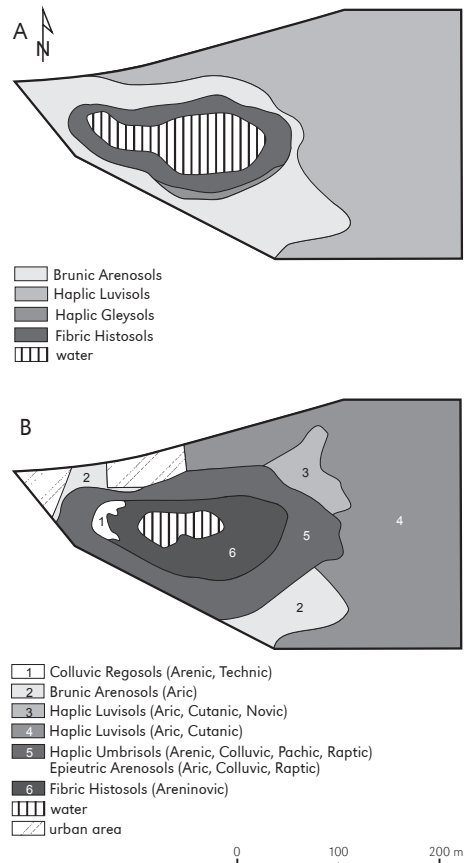 A
N
Brunic Arenosols
Haplic Luvisols
Haplic Gleysols
Fibric Histosols
water
B
2
1
3
4
5
6
2
1 Colluvic Regosols (Arenic, Technic)
2 Brunic Arenosols (Aric)
3 Haplic Luvisols (Aric, Cutanic, Novic)
4 Haplic Luvisols (Aric, Cutanic)
5 Haplic Umbrisols (Arenic, Colluvic, Pachic, Raptic)
Epieutric Arenosols (Aric, Colluvic, Raptic)
6 Fibric Histosols (Areninovic)
water
urban area
0 100 200 m